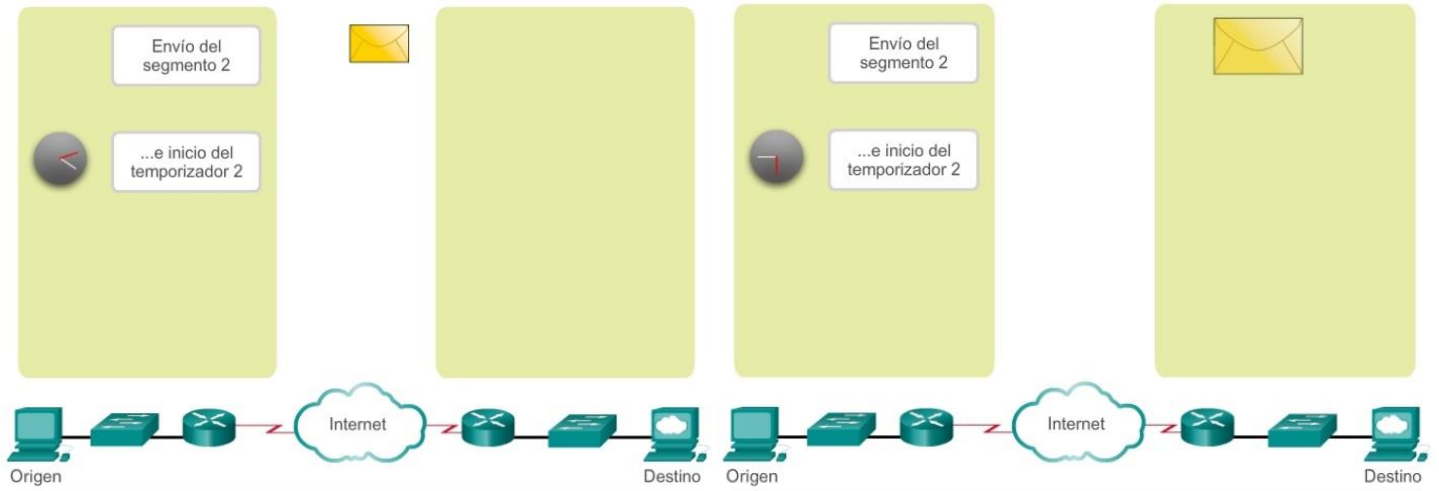 Envío del
segmento 2
...e inicio del
temporizador 2
Internet
Origen
Destino
Envío del
segmento 2
...e inicio del
temporizador 2
Internet
Origen
Destino